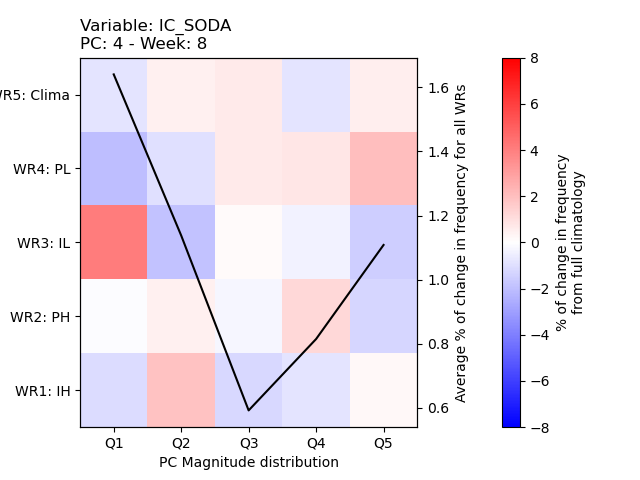 Variable: IC_SODA
PC: 4 - Week: 8
WR5: Clima
WR4: PL
WR3: IL
WR2: PH
WR1: IH
Q1 Q2 Q3 Q4 Q5
PC Magnitude distribution
1.6
1.4
1.2
1.0
0.8
0.6
Average % of change in frequency for all WRs
8
6
4
2
0
−2
−4
−6
−8
% of change in frequency
from full climatology